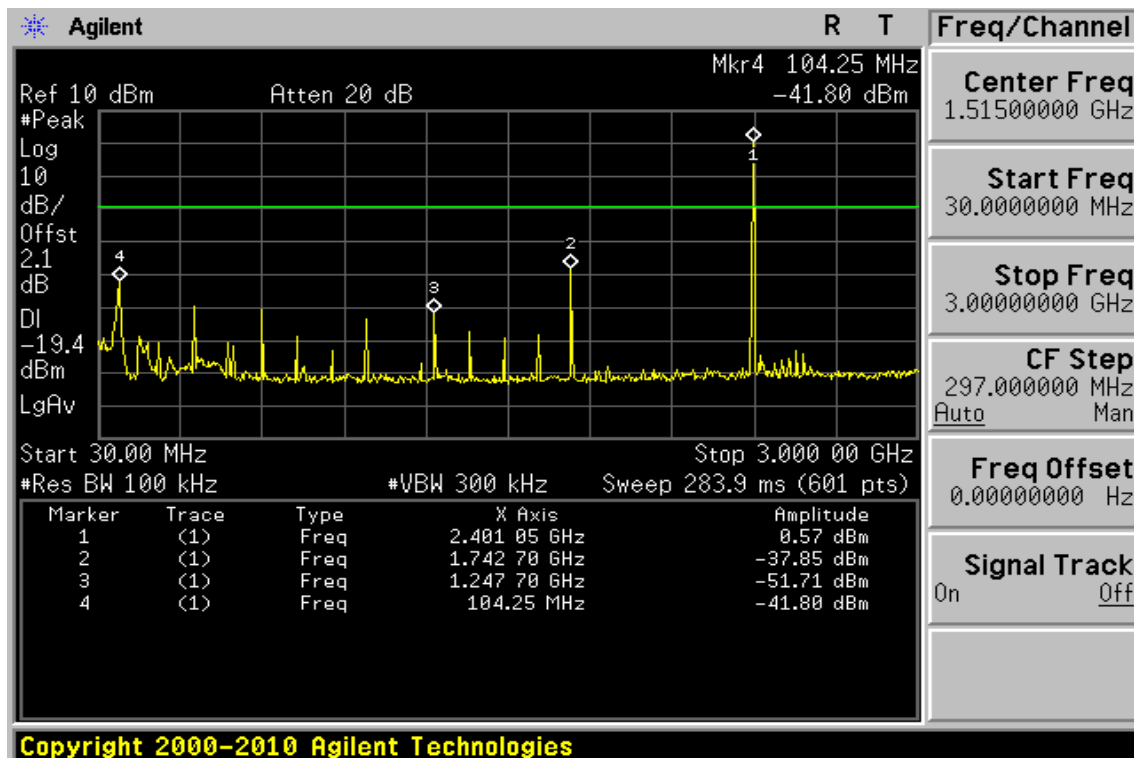 Agilent R T
Freq/Channel
Mkr4 104.25 MHz
Ref 10 dBm Atten 20 dB -41.80 dBm
#Peak
Log
10
dB/
Offst
2.1
dB
DI
-19.4
dBm
LgAv
1
2
3
4
Start 30.00 MHz Stop 3.000 00 GHz
#Res BW 100 kHz #VBW 300 kHz Sweep 283.9 ms (601 pts)
Marker Trace Type X Axis Amplitude
1 (1) Freq 2.401 05 GHz 0.57 dBm
2 (1) Freq 1.742 70 GHz -37.85 dBm
3 (1) Freq 1.247 70 GHz -51.71 dBm
4 (1) Freq 104.25 MHz -41.80 dBm
Center Freq
1.51500000 GHz
Start Freq
30.0000000 MHz
Stop Freq
3.00000000 GHz
CF Step
297.000000 MHz
Auto Man
Freq Offset
0.00000000 Hz
Signal Track
On Off
Copyright 2000-2010 Agilent Technologies